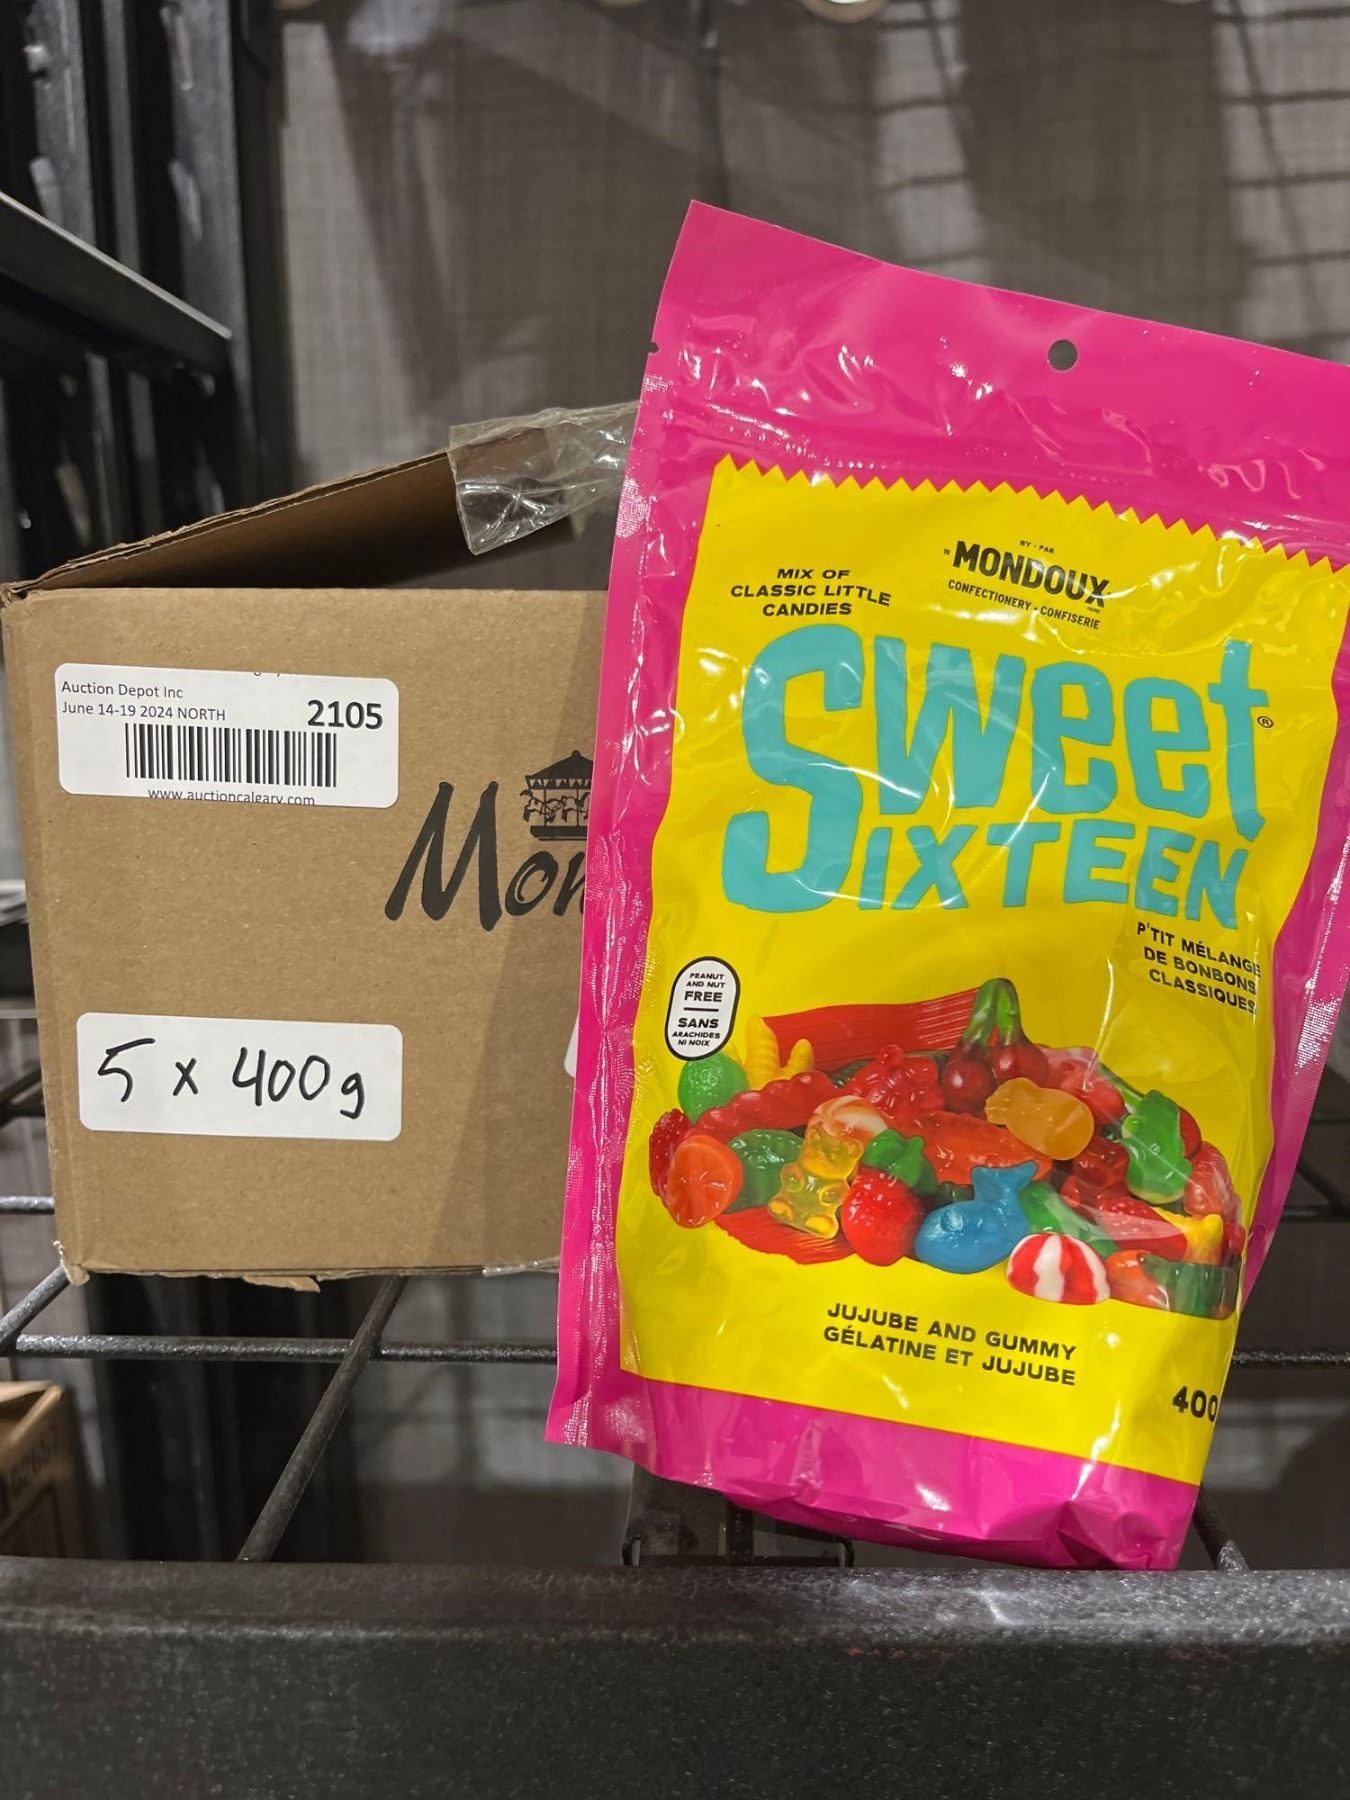 Auction Depot Inc
June 14-19 2024 NORTH
2105
www.auctioncalgary.com
Mon
5 x 400g
BY • PAR
MONDOUX
CONFECTIONERY • CONFISERIE
MIX OF
CLASSIC LITTLE
CANDIES
SWeet®
SIXTEEN
P'TIT MÉLANGE
DE BONBONS
CLASSIQUES
PEANUT
AND NUT
FREE
SANS
ARACHIDES
NI NOIX
JUJUBE AND GUMMY
GÉLATINE ET JUJUBE
400